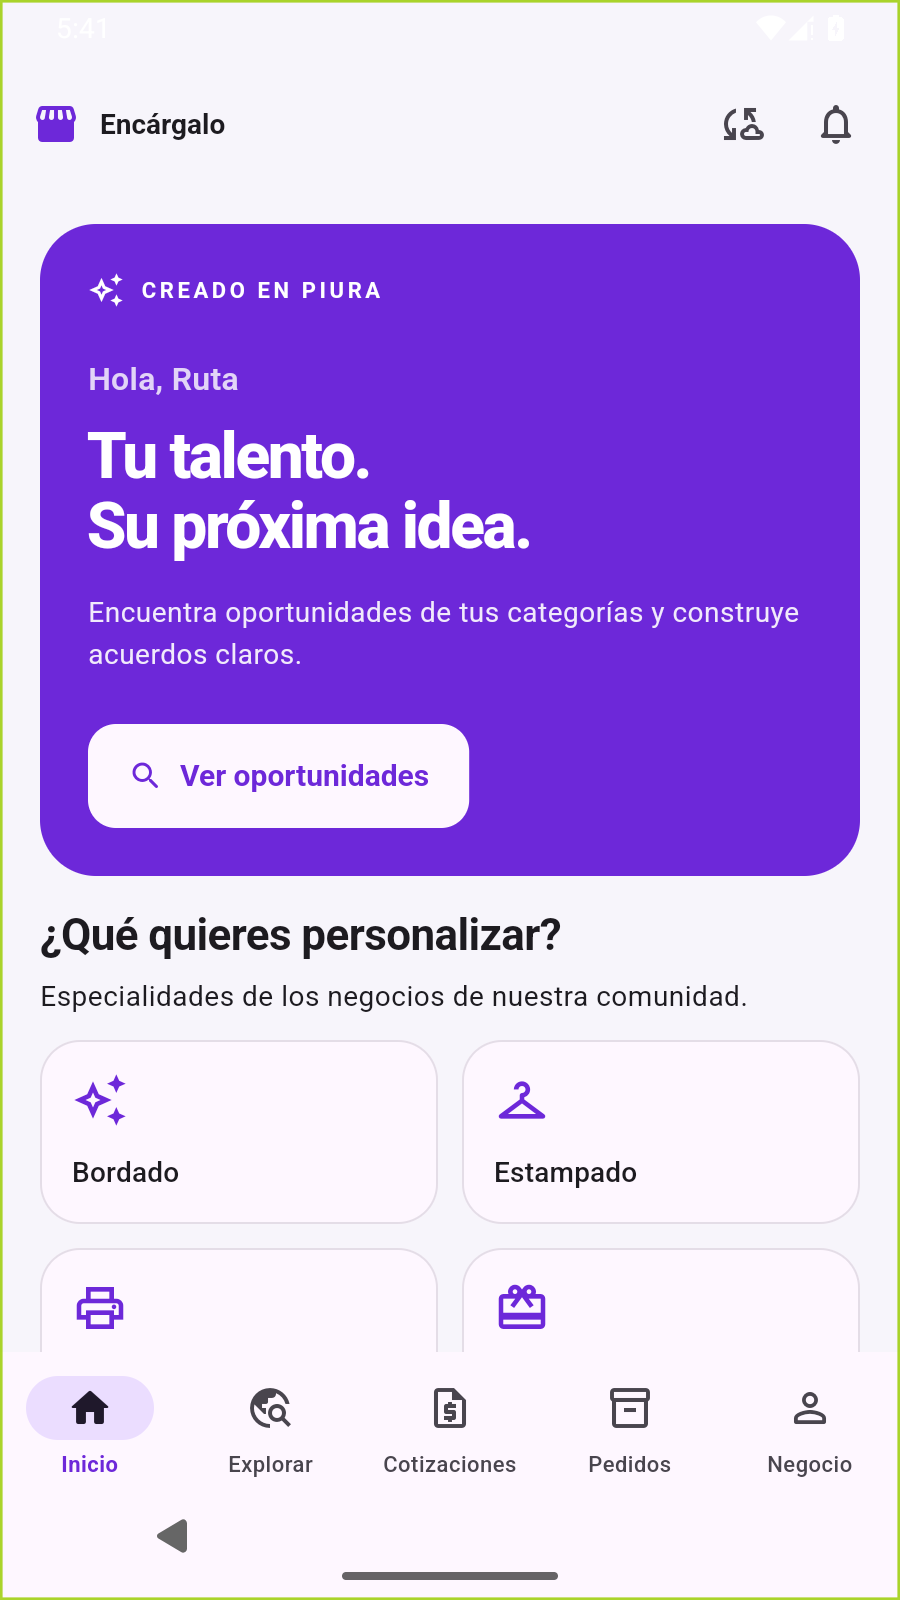 5:41
Encárgalo
CREADO EN PIURA
Hola, Ruta
Tu talento.
Su próxima idea.
Encuentra oportunidades de tus categorías y construye
acuerdos claros.
Ver oportunidades
¿Qué quieres personalizar?
Especialidades de los negocios de nuestra comunidad.
Bordado
Estampado
Inicio
Explorar
Cotizaciones
Pedidos
Negocio